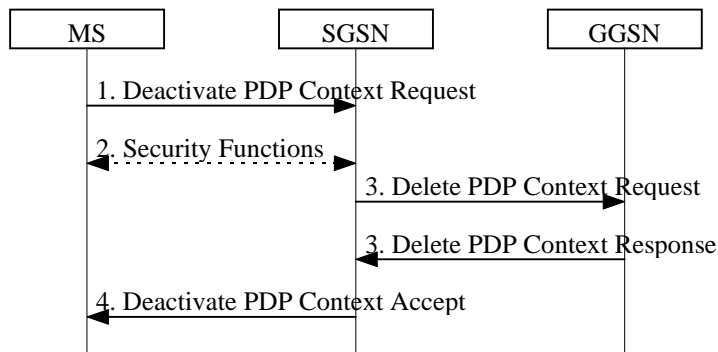 MS SGSN GGSN
1. Deactivate PDP Context Request
2. Security Functions
3. Delete PDP Context Request
3. Delete PDP Context Response
4. Deactivate PDP Context Accept